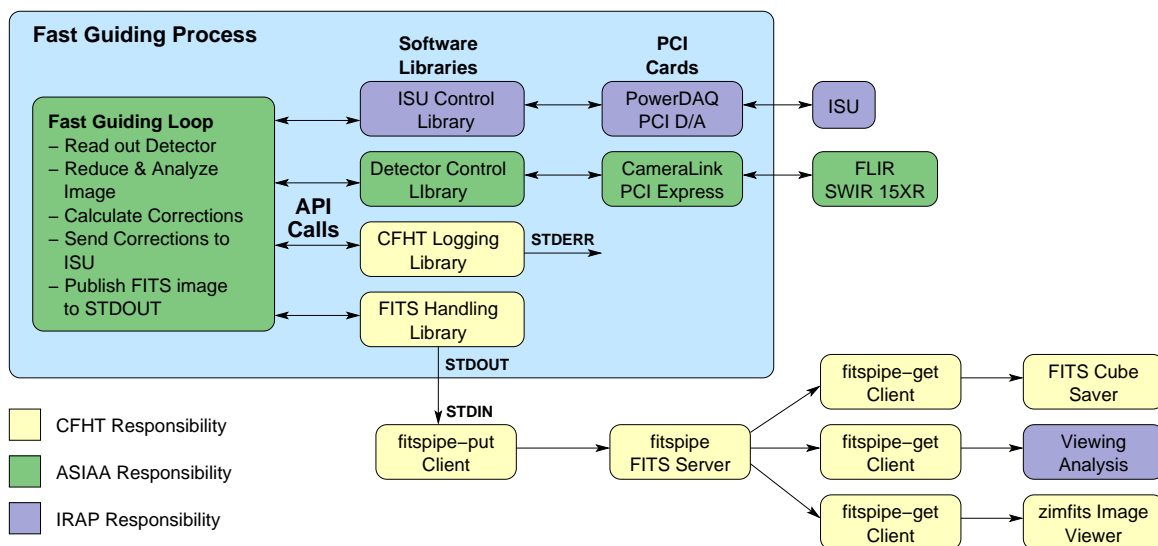 Fast Guiding Process
Software
Libraries
PCI
Cards
ISU Control
Library
PowerDAQ
PCI D/A
ISU
Fast Guiding Loop
– Read out Detector
– Reduce & Analyze
Image
– Calculate Corrections
– Send Corrections to
ISU
– Publish FITS image
to STDOUT
Detector Control
LIbrary
CameraLink
PCI Express
FLIR
SWIR 15XR
API
Calls
CFHT Logging
Library
STDERR
FITS Handling
Library
STDOUT
STDIN
fitspipe–put
Client
fitspipe
FITS Server
fitspipe–get
Client
FITS Cube
Saver
fitspipe–get
Client
Viewing
Analysis
fitspipe–get
Client
zimfits Image
Viewer
CFHT Responsibility
ASIAA Responsibility
IRAP Responsibility